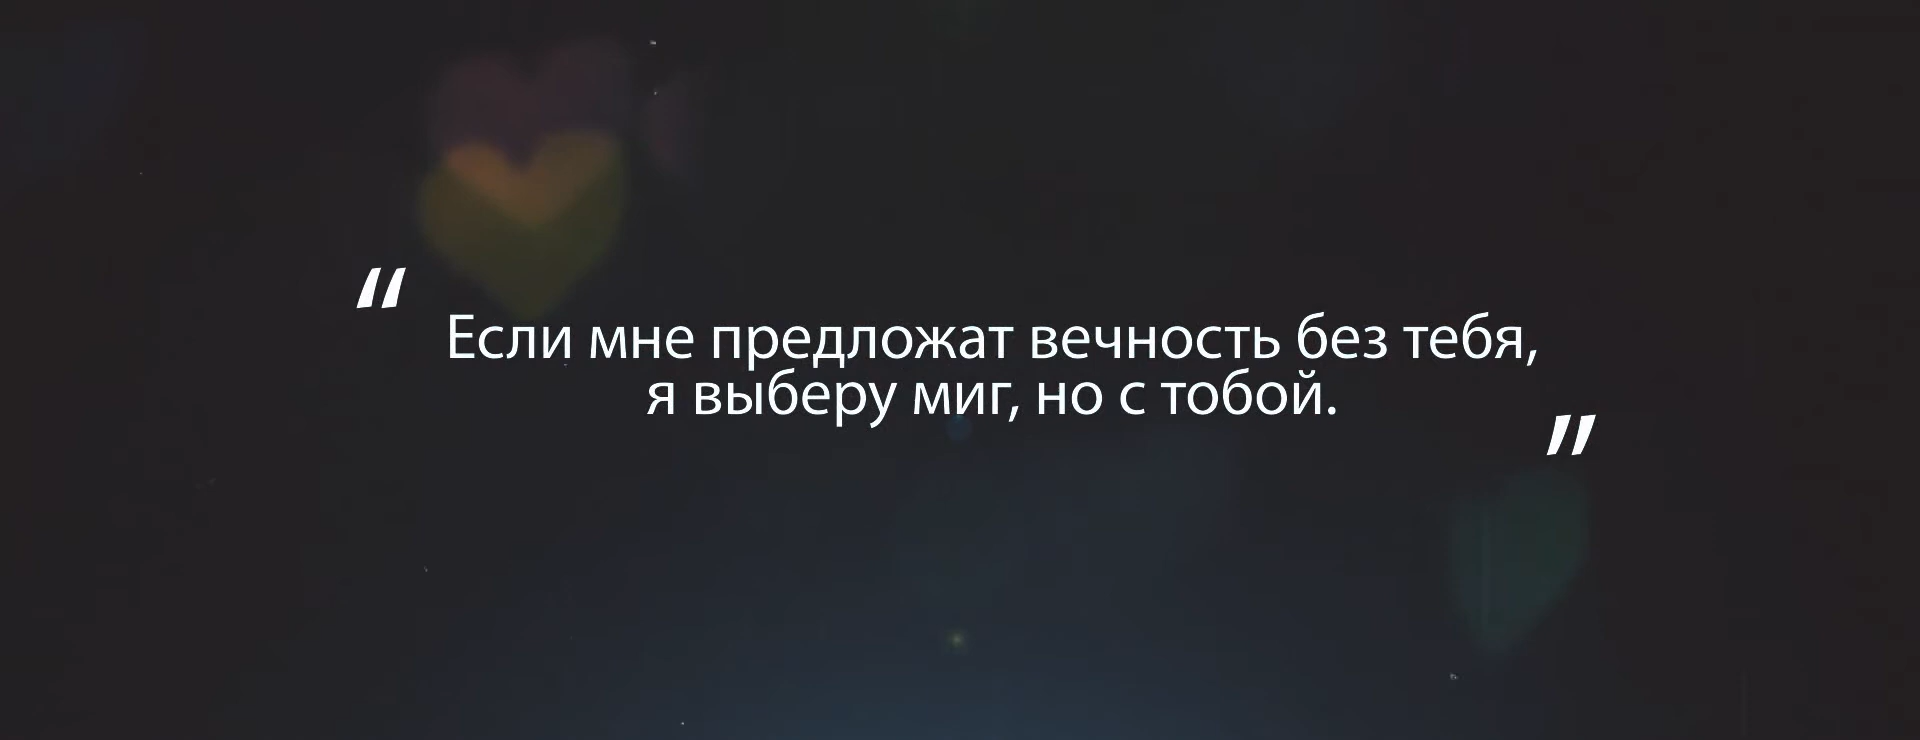 “
Если мне предложат вечность без тебя,
я выберу миг, но с тобой.
”